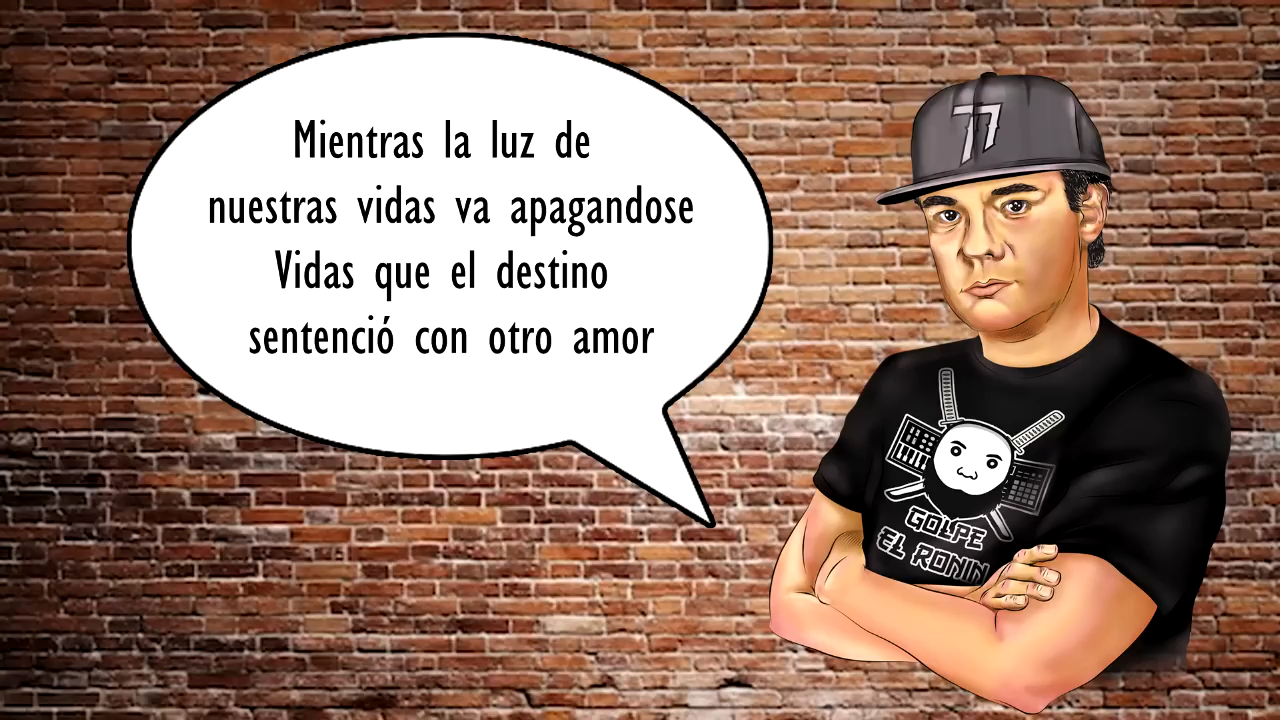 Mientras la luz de
nuestras vidas va apagandose
Vidas que el destino
sentenció con otro amor
77
GOLPE
EL RONIN